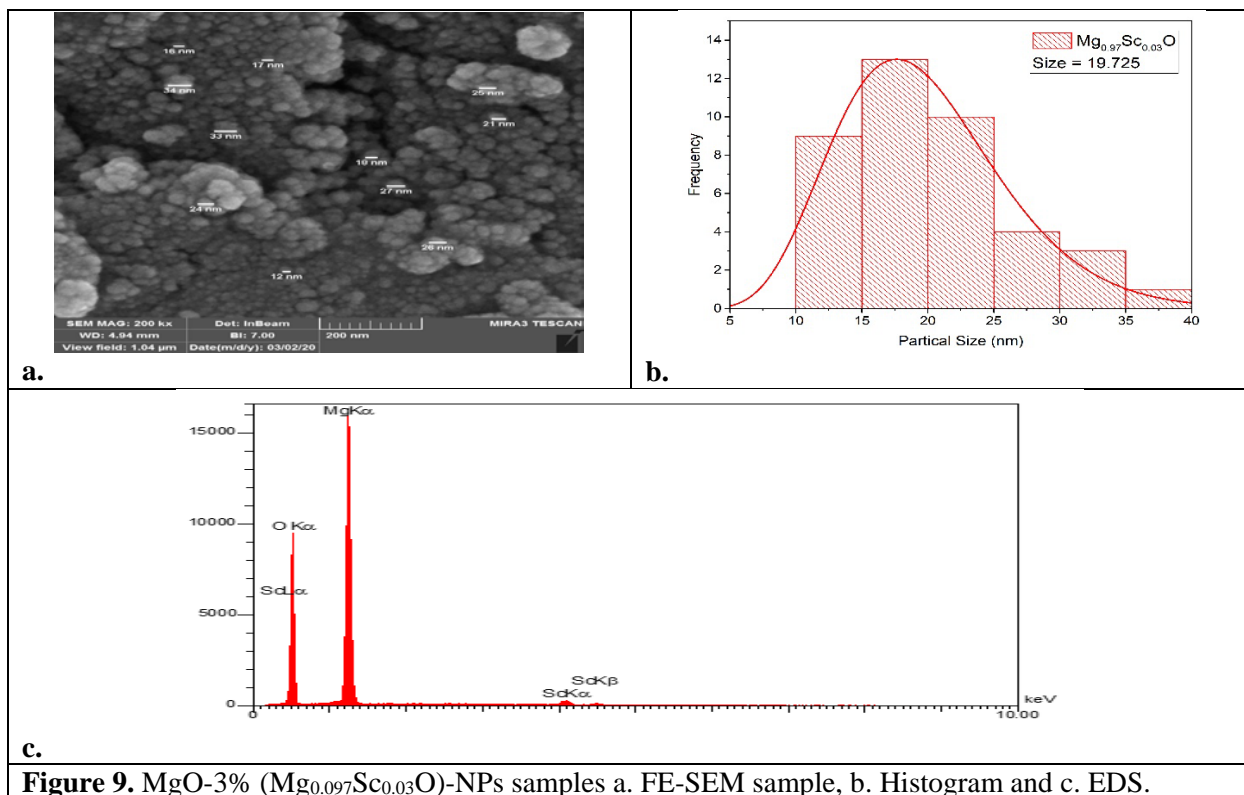 16 nm
17 nm
34 nm
25 nm
21 nm
33 nm
18 nm
27 nm
24 nm
26 nm
12 nm
SEM MAG: 200 kx Det: InBeam MIRA3 TESCAN
WD: 4.94 mm BI: 7.00 200 nm
View field: 1.04 µm Date(m/d/y): 03/02/20
a.
14
12
10
8
6
4
2
0
Frequency
Mg0.97Sc0.03O
Size = 19.725
5 10 15 20 25 30 35 40
Partical Size (nm)
b.
MgKα
15000
10000
OKα
ScLα
5000
ScKβ
ScKα
0
keV
0 10.00
c.
Figure 9. MgO-3% (Mg0.097Sc0.03O)-NPs samples a. FE-SEM sample, b. Histogram and c. EDS.